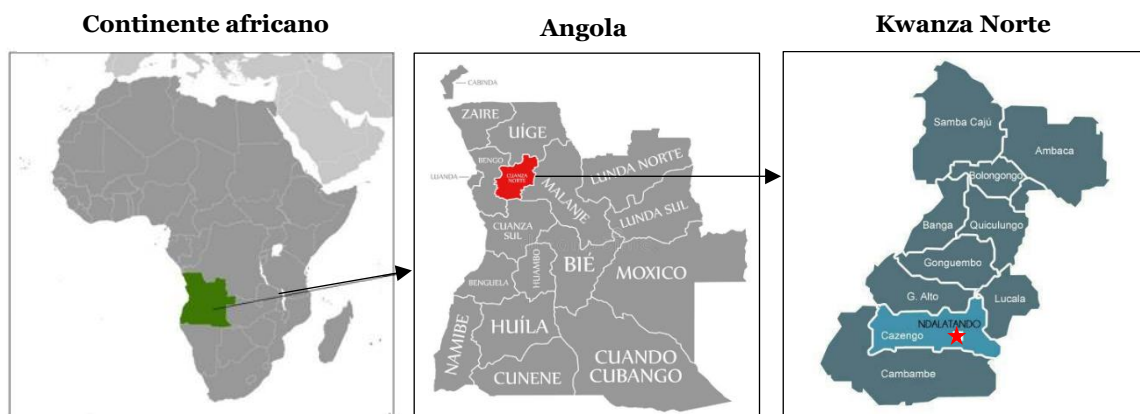 Continente africano
Angola
Kwanza Norte
CABINDA
ZAIRE
UÍGE
BENGO
LUANDA
CUANZA
NORTE
MALANJE
LUNDA NORTE
LUNDA SUL
CUANZA
SUL
BENGUELA
HUAMBO
BIÉ
MOXICO
NAMIBE
HUÍLA
CUNENE
CUANDO
CUBANGO
Samba Cajú
Ambaca
Bolongongo
Banga
Quiculungo
Gonguembo
G. Alto
Lucala
NDALATANDO
Cazengo
Cambambe